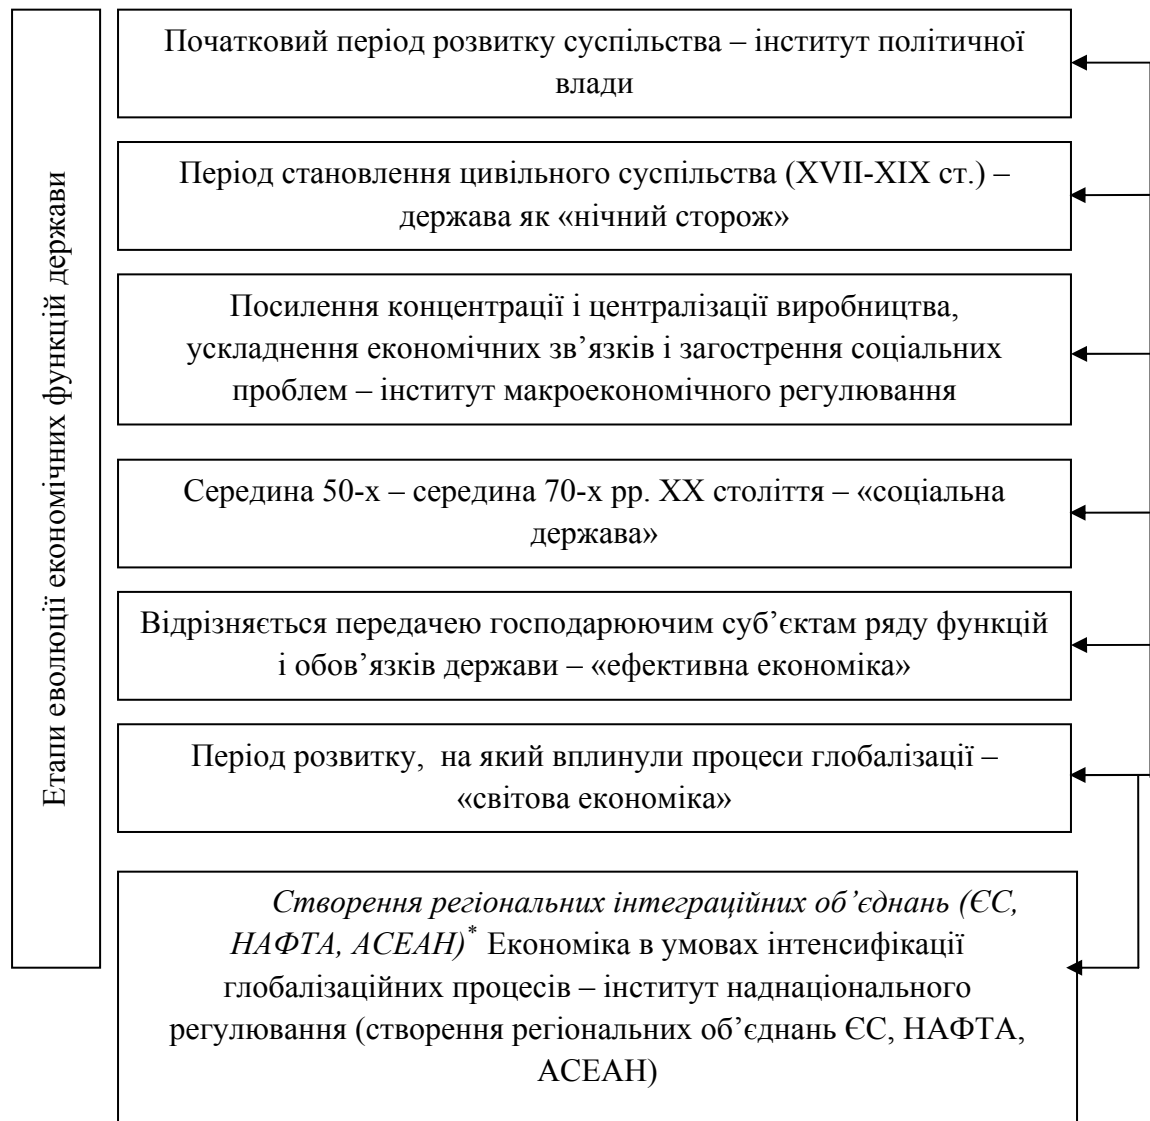 Етапи еволюції економічних функцій держави
Початковий період розвитку суспільства – інститут політичної
влади
Період становлення цивільного суспільства (XVII-XIX ст.) –
держава як «нічний сторож»
Посилення концентрації і централізації виробництва,
ускладнення економічних зв’язків і загострення соціальних
проблем – інститут макроекономічного регулювання
Середина 50-х – середина 70-х рр. XX століття – «соціальна
держава»
Відрізняється передачею господарюючим суб’єктам ряду функцій
і обов’язків держави – «ефективна економіка»
Період розвитку, на який вплинули процеси глобалізації –
«світова економіка»
Створення регіональних інтеграційних об’єднань (ЄС,
НАФТА, АСЕАН)* Економіка в умовах інтенсифікації
глобалізаційних процесів – інститут наднаціонального
регулювання (створення регіональних об’єднань ЄС, НАФТА,
АСЕАН)